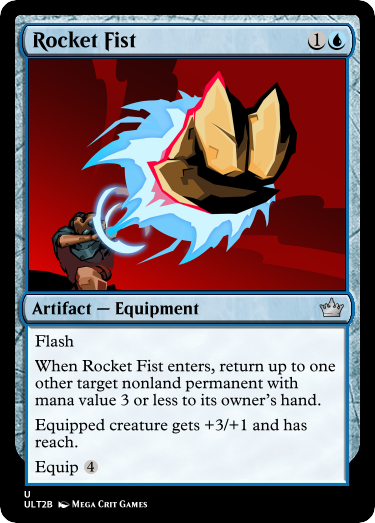 Rocket Fist 1
Artifact — Equipment
Flash
When Rocket Fist enters, return up to one
other target nonland permanent with
mana value 3 or less to its owner's hand.
Equipped creature gets +3/+1 and has
reach.
Equip 4
U
ULT2B Mega Crit Games